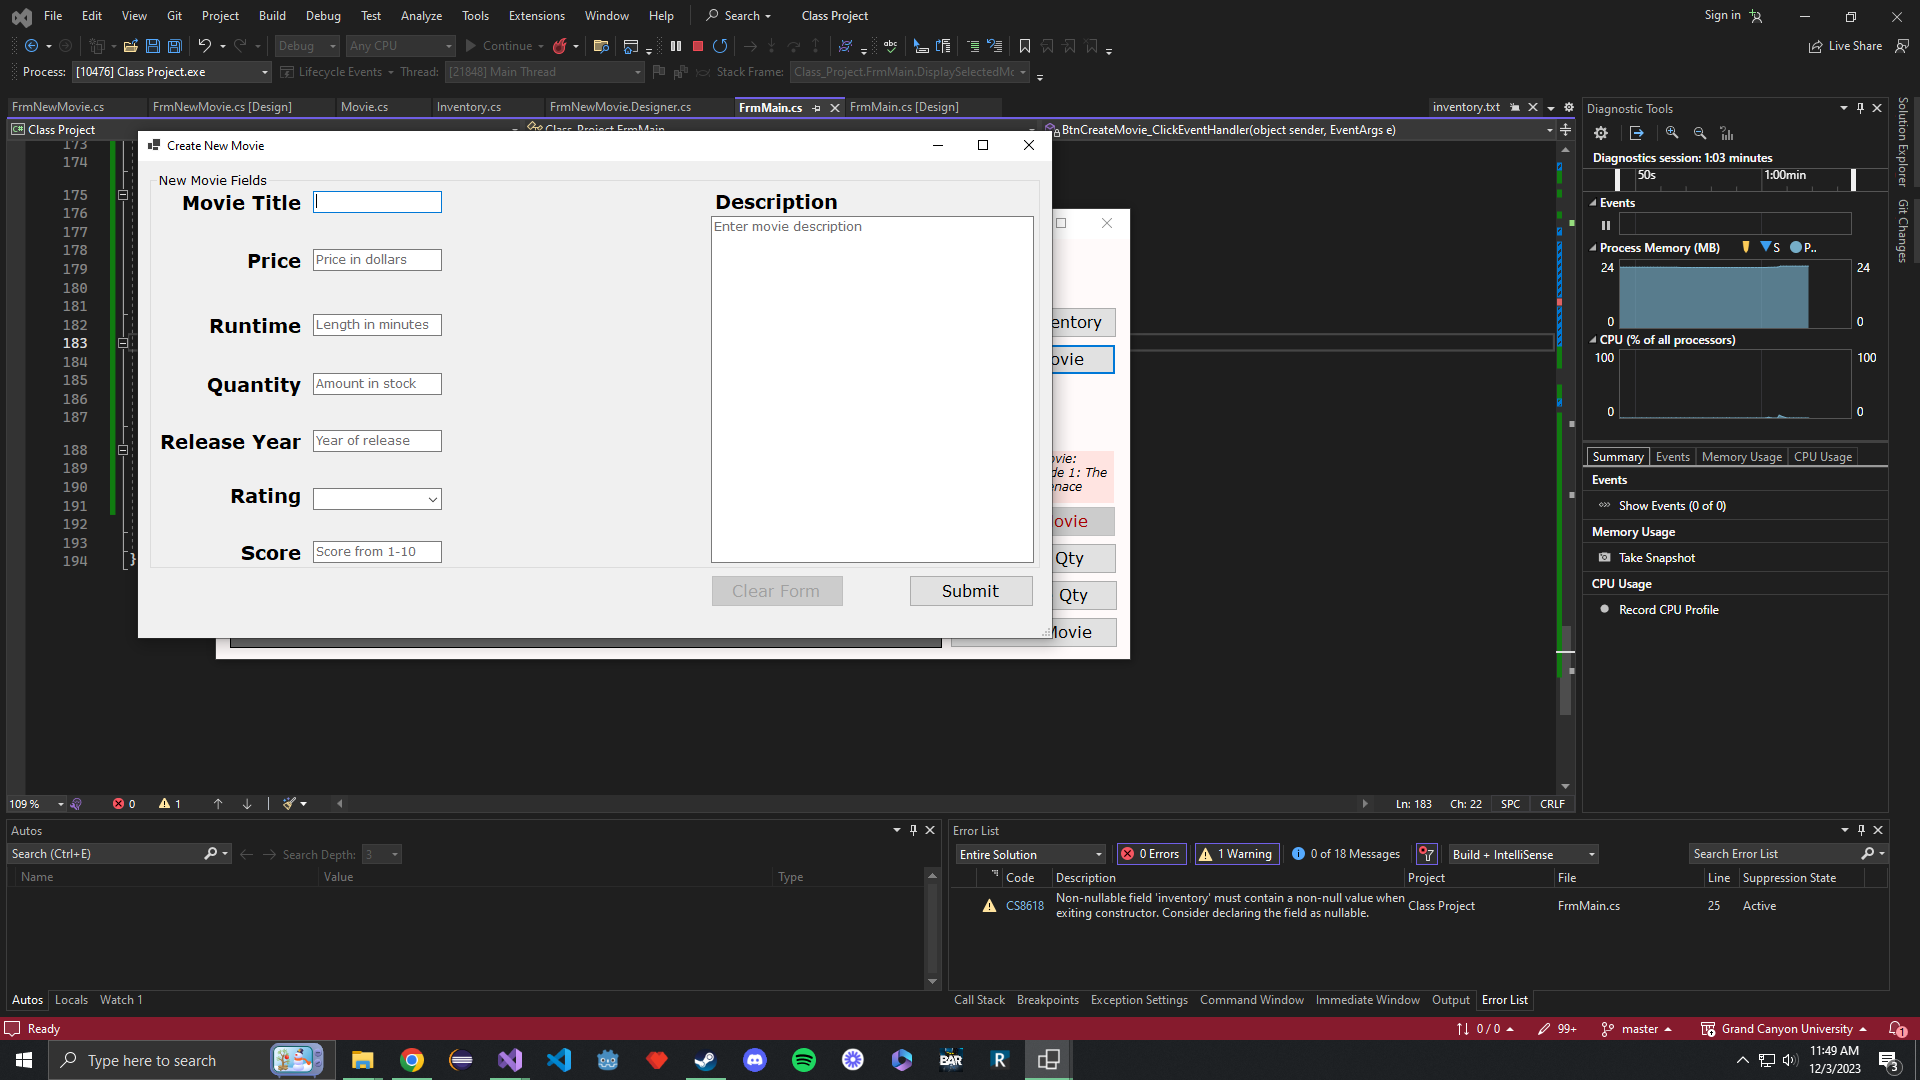 File Edit View Git Project Build Debug Test Analyze Tools Extensions Window Help Search Class Project Sign in
Debug Any CPU Continue Live Share
Process: [10476] Class Project.exe Lifecycle Events Thread: [21848] Main Thread Stack Frame: Class_Project.FrmMain.DisplaySelectedMc
FrmNewMovie.cs FrmNewMovie.cs [Design] Movie.cs Inventory.cs FrmNewMovie.Designer.cs FrmMain.cs FrmMain.cs [Design] inventory.txt
Class Project Class_Project.FrmMain BtnCreateMovie_ClickEventHandler(object sender, EventArgs e)
173
174
175
176
177
178
179
180
181
182
183
184
185
186
187
188
189
190
191
192
193
194 }
Create New Movie
New Movie Fields
Movie Title
Price Price in dollars
Runtime Length in minutes
Quantity Amount in stock
Release Year Year of release
Rating
Score Score from 1-10
Description
Enter movie description
Clear Form Submit
entory
ovie
ovie:
de 1: The
enace
ovie
Qty
Qty
Movie
Diagnostic Tools
Diagnostics session: 1:03 minutes
50s 1:00min
Events
Process Memory (MB) S P..
24 24
0 0
CPU (% of all processors)
100 100
0 0
Summary Events Memory Usage CPU Usage
Events
Show Events (0 of 0)
Memory Usage
Take Snapshot
CPU Usage
Record CPU Profile
Solution Explorer
Git Changes
109 % 0 1 Ln: 183 Ch: 22 SPC CRLF
Autos
Search (Ctrl+E) Search Depth: 3
Name Value Type
Autos Locals Watch 1
Error List
Entire Solution 0 Errors 1 Warning 0 of 18 Messages Build + IntelliSense Search Error List
Code Description Project File Line Suppression State
CS8618 Non-nullable field 'inventory' must contain a non-null value when exiting constructor. Consider declaring the field as nullable. Class Project FrmMain.cs 25 Active
Call Stack Breakpoints Exception Settings Command Window Immediate Window Output Error List
Ready 0 / 0 99+ master Grand Canyon University 1
Type here to search BAR R 11:49 AM
12/3/2023 3